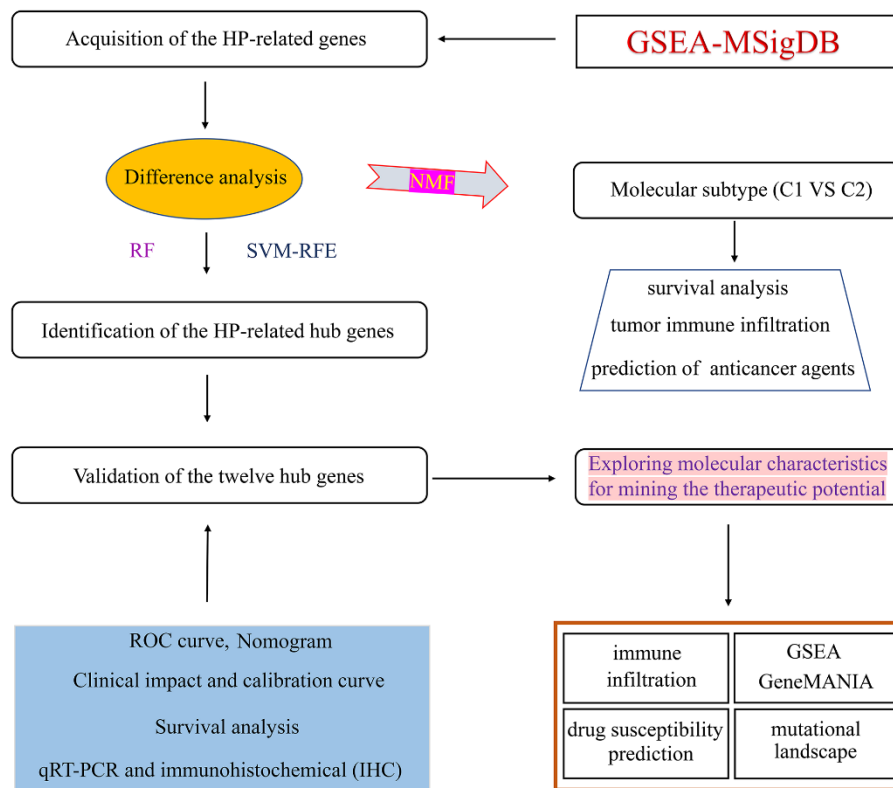 Acquisition of the HP-related genes
GSEA-MSigDB
Difference analysis
NMF
Molecular subtype (C1 VS C2)
RF
SVM-RFE
survival analysis
tumor immune infiltration
prediction of anticancer agents
Identification of the HP-related hub genes
Validation of the twelve hub genes
Exploring molecular characteristics
for mining the therapeutic potential
ROC curve, Nomogram
Clinical impact and calibration curve
Survival analysis
qRT-PCR and immunohistochemical (IHC)
immune
infiltration
GSEA
GeneMANIA
drug susceptibility
prediction
mutational
landscape